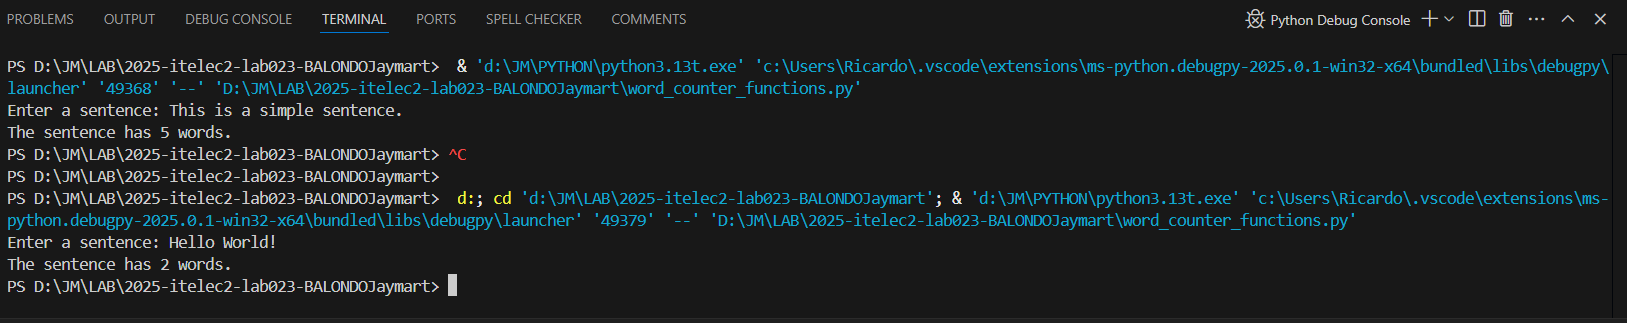 PROBLEMS OUTPUT DEBUG CONSOLE TERMINAL PORTS SPELL CHECKER COMMENTS Python Debug Console
PS D:\JM\LAB\2025-itelec2-lab023-BALONDOJaymart>  & 'd:\JM\PYTHON\python3.13t.exe' 'c:\Users\Ricardo\.vscode\extensions\ms-python.debugpy-2025.0.1-win32-x64\bundled\libs\debugpy\
launcher' '49368' '--' 'D:\JM\LAB\2025-itelec2-lab023-BALONDOJaymart\word_counter_functions.py'
Enter a sentence: This is a simple sentence.
The sentence has 5 words.
PS D:\JM\LAB\2025-itelec2-lab023-BALONDOJaymart> ^C
PS D:\JM\LAB\2025-itelec2-lab023-BALONDOJaymart>
PS D:\JM\LAB\2025-itelec2-lab023-BALONDOJaymart>  d:; cd 'd:\JM\LAB\2025-itelec2-lab023-BALONDOJaymart'; & 'd:\JM\PYTHON\python3.13t.exe' 'c:\Users\Ricardo\.vscode\extensions\ms-
python.debugpy-2025.0.1-win32-x64\bundled\libs\debugpy\launcher' '49379' '--' 'D:\JM\LAB\2025-itelec2-lab023-BALONDOJaymart\word_counter_functions.py'
Enter a sentence: Hello World!
The sentence has 2 words.
PS D:\JM\LAB\2025-itelec2-lab023-BALONDOJaymart>